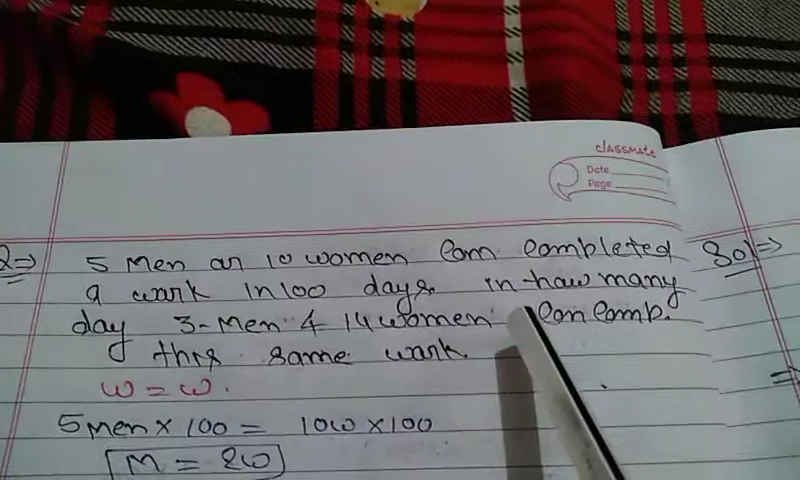 classmate
Date
Page
2⇒ 5 Men or 10 women Can Completed
a work in 100 days. in-how many
day 3-Men & 14 women Can Comp.
this same work.
W = W.
5 Men × 100 = 10W × 100
M = 2W
Sol⇒
⇒